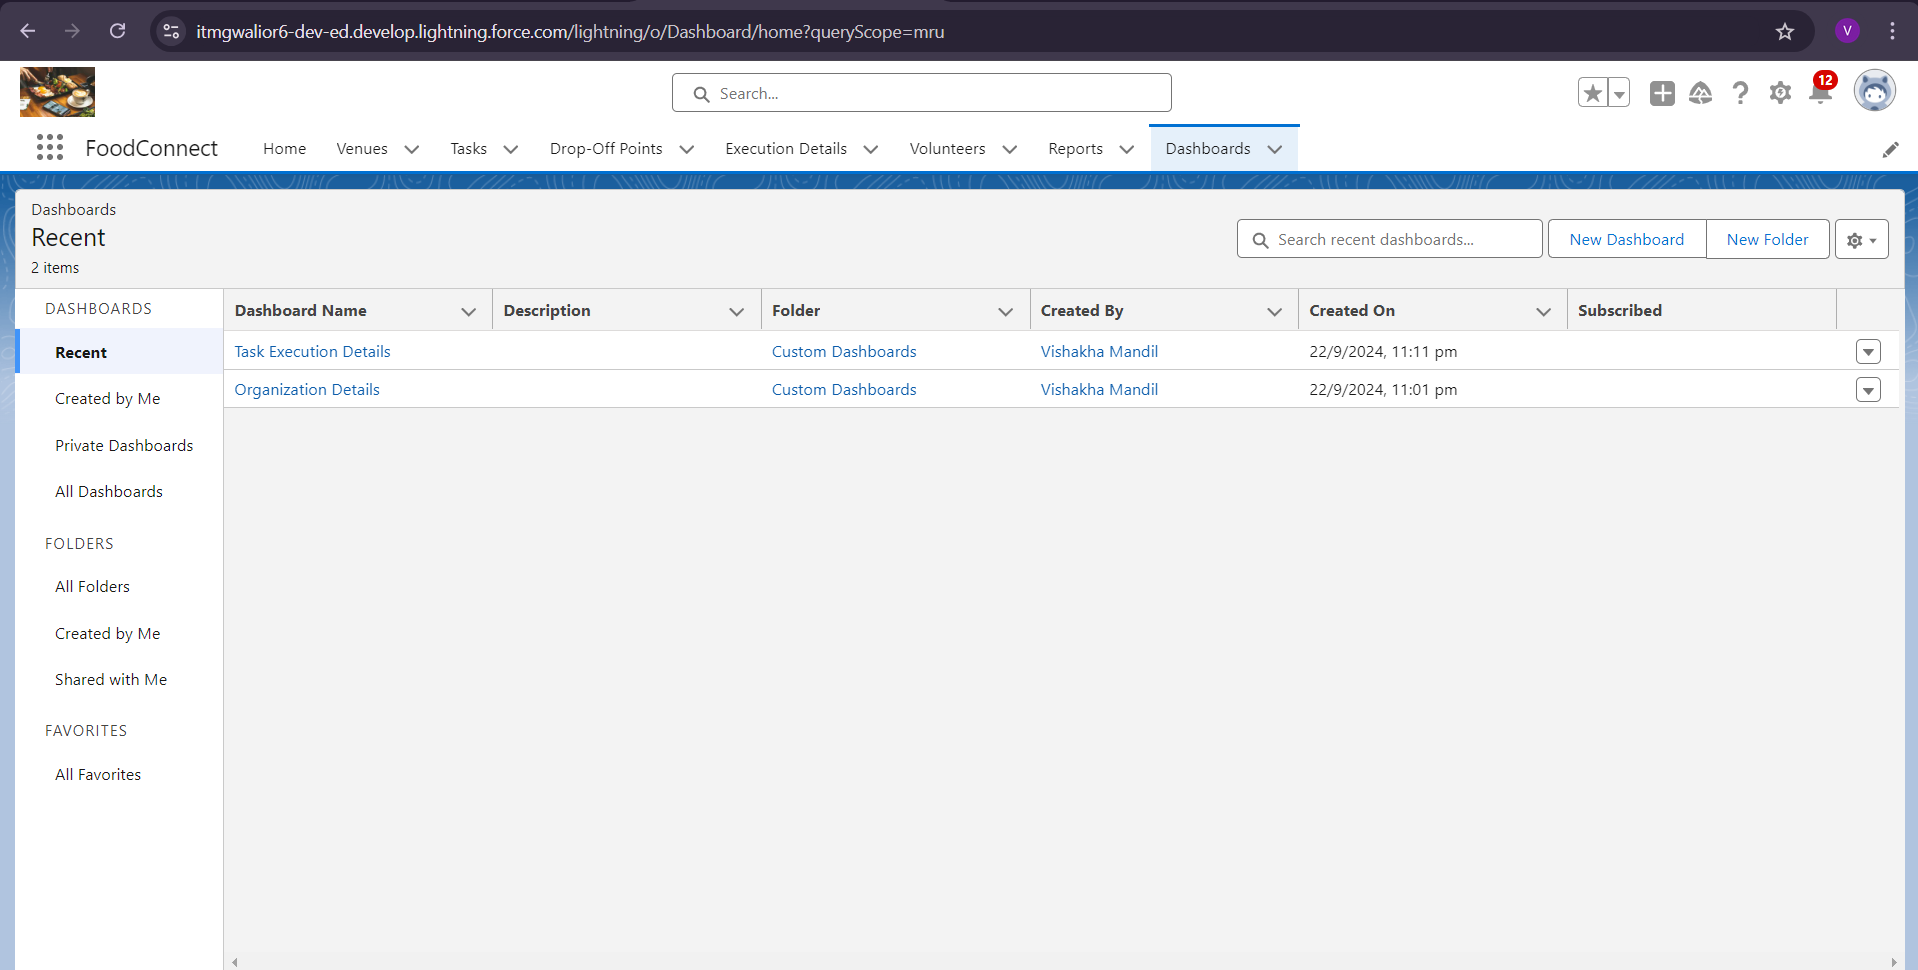 itmgwalior6-dev-ed.develop.lightning.force.com/lightning/o/Dashboard/home?queryScope=mru
V
Search...
12
FoodConnect
Home
Venues
Tasks
Drop-Off Points
Execution Details
Volunteers
Reports
Dashboards
Dashboards
Recent
2 items
Search recent dashboards...
New Dashboard
New Folder
DASHBOARDS
Recent
Created by Me
Private Dashboards
All Dashboards
FOLDERS
All Folders
Created by Me
Shared with Me
FAVORITES
All Favorites
Dashboard Name Description Folder Created By Created On Subscribed
Task Execution Details Custom Dashboards Vishakha Mandil 22/9/2024, 11:11 pm
Organization Details Custom Dashboards Vishakha Mandil 22/9/2024, 11:01 pm